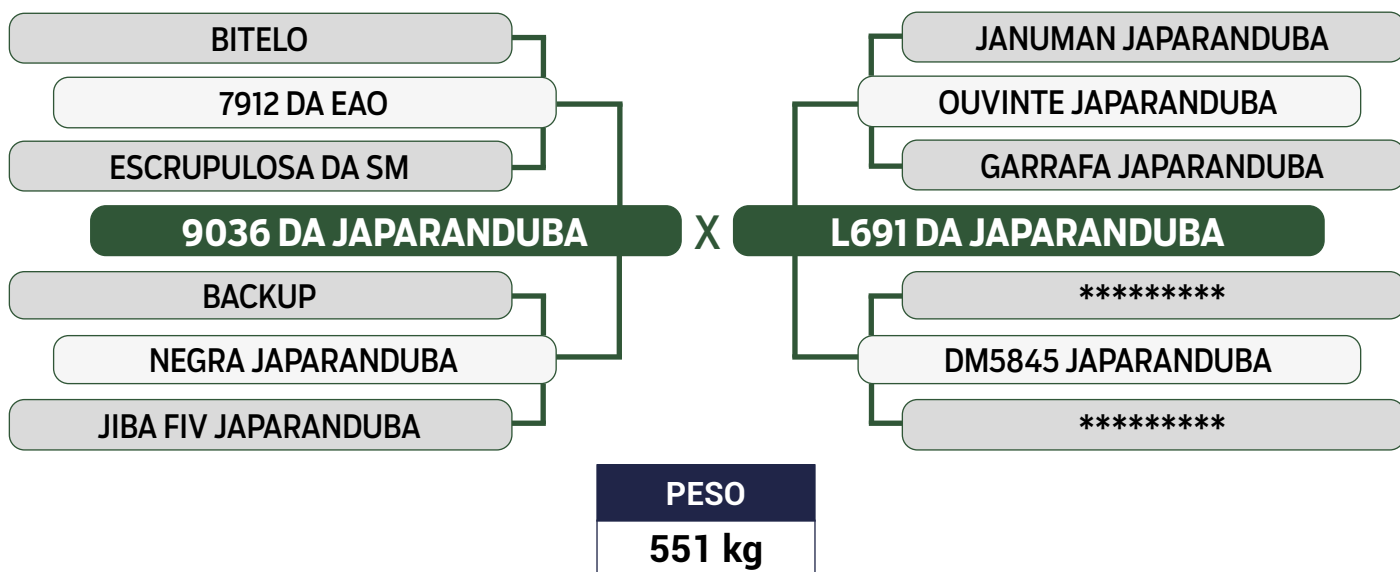 BITELO
7912 DA EAO
ESCRUPULOSA DA SM
9036 DA JAPARANDUBA
BACKUP
NEGRA JAPARANDUBA
JIBA FIV JAPARANDUBA
X
JANUMAN JAPARANDUBA
OUVINTE JAPARANDUBA
GARRAFA JAPARANDUBA
L691 DA JAPARANDUBA
*********
DM5845 JAPARANDUBA
*********
PESO
551 kg